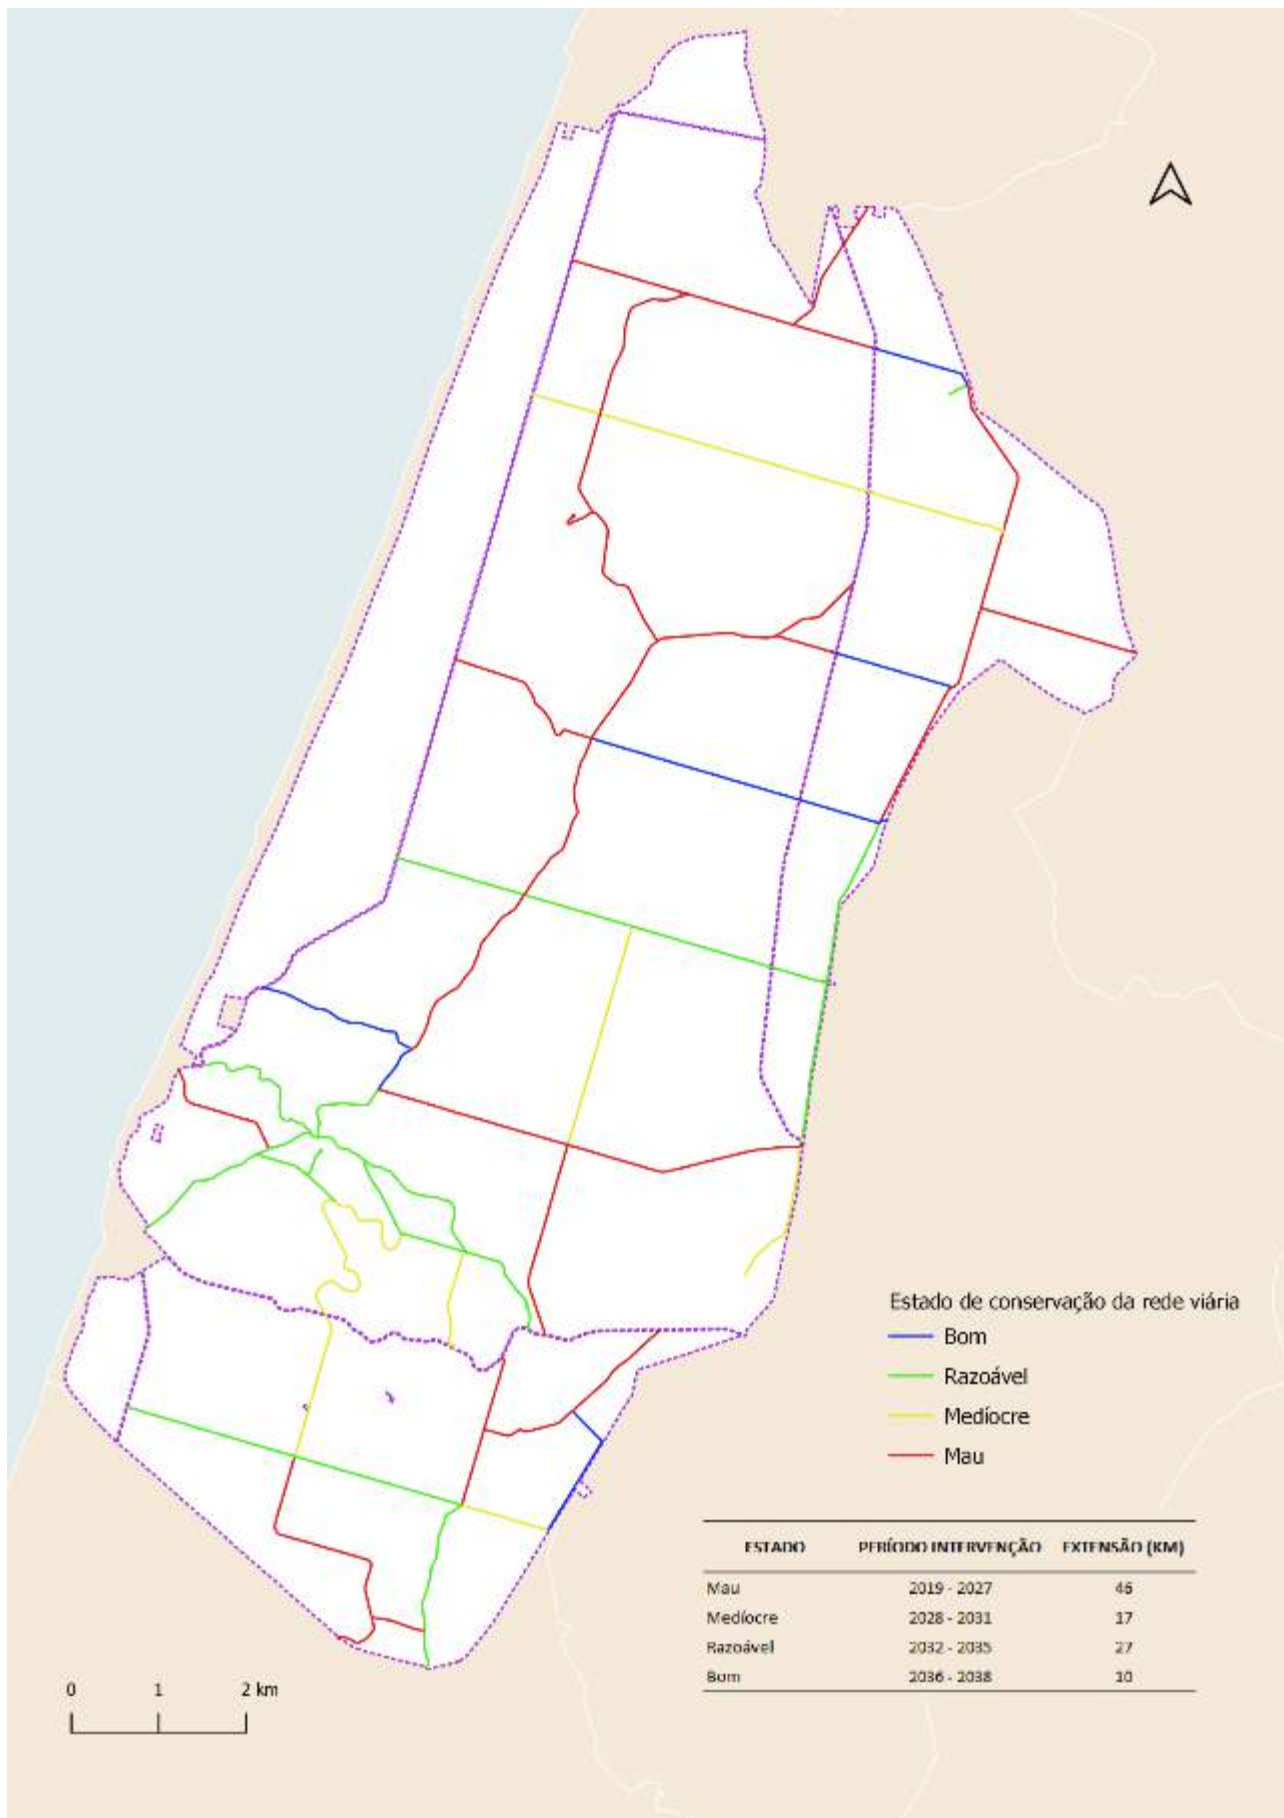 Estado de conservação da rede viária
Bom
Razoável
Medíocre
Mau
ESTADO PERÍODO INTERVENÇÃO EXTENSÃO (KM)
Mau 2019 - 2027 46
Medíocre 2028 - 2031 17
Razoável 2032 - 2035 27
Bom 2036 - 2038 10
0 1 2 km